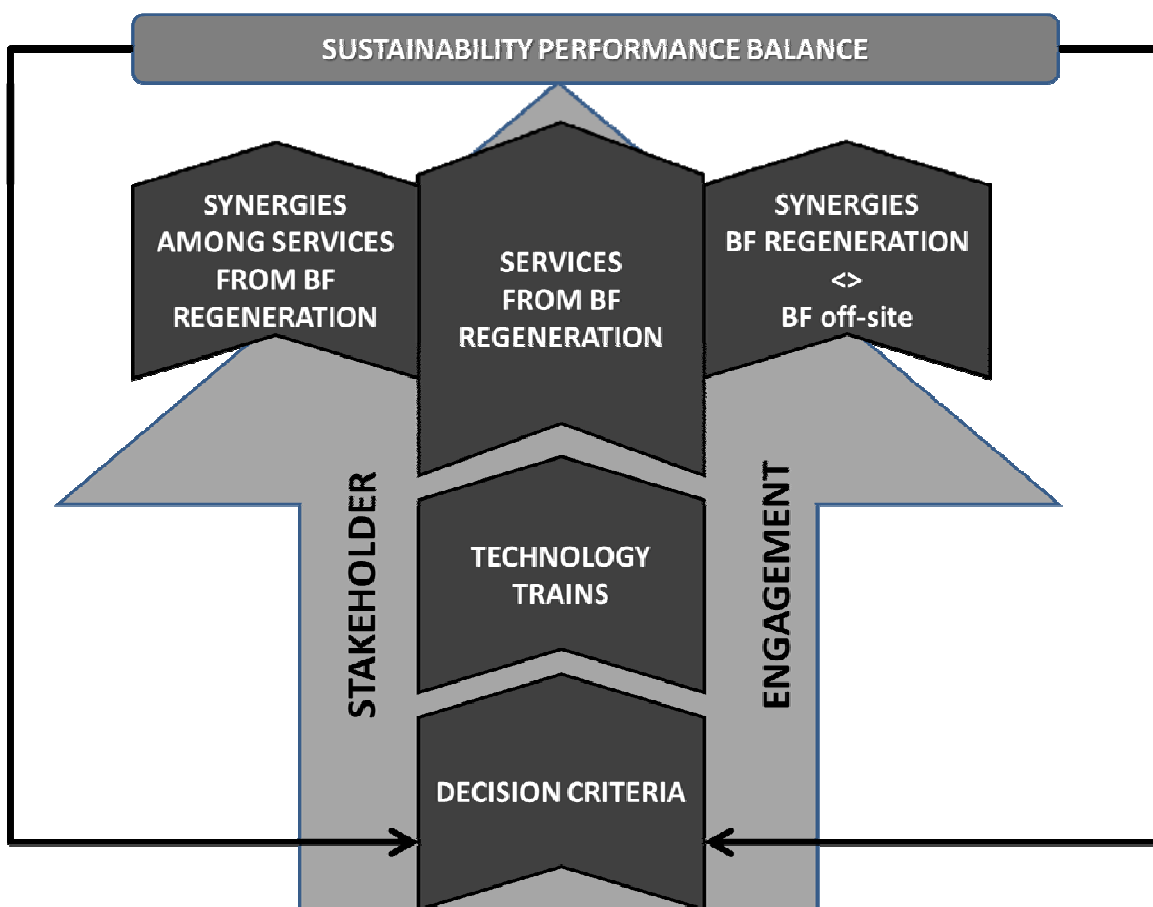 SUSTAINABILITY PERFORMANCE BALANCE
SYNERGIES
AMONG SERVICES
FROM BF
REGENERATION
SERVICES
FROM BF
REGENERATION
SYNERGIES
BF REGENERATION
<>
BF off-site
STAKEHOLDER
ENGAGEMENT
TECHNOLOGY
TRAINS
DECISION CRITERIA